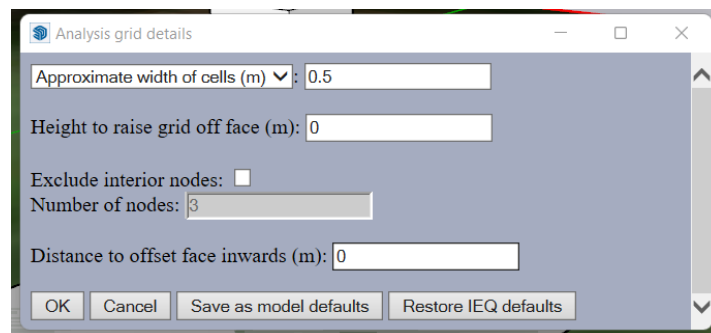 Analysis grid details
Approximate width of cells (m) : 0.5
Height to raise grid off face (m): 0
Exclude interior nodes:
Number of nodes: 3
Distance to offset face inwards (m): 0
OK Cancel Save as model defaults Restore IEQ defaults